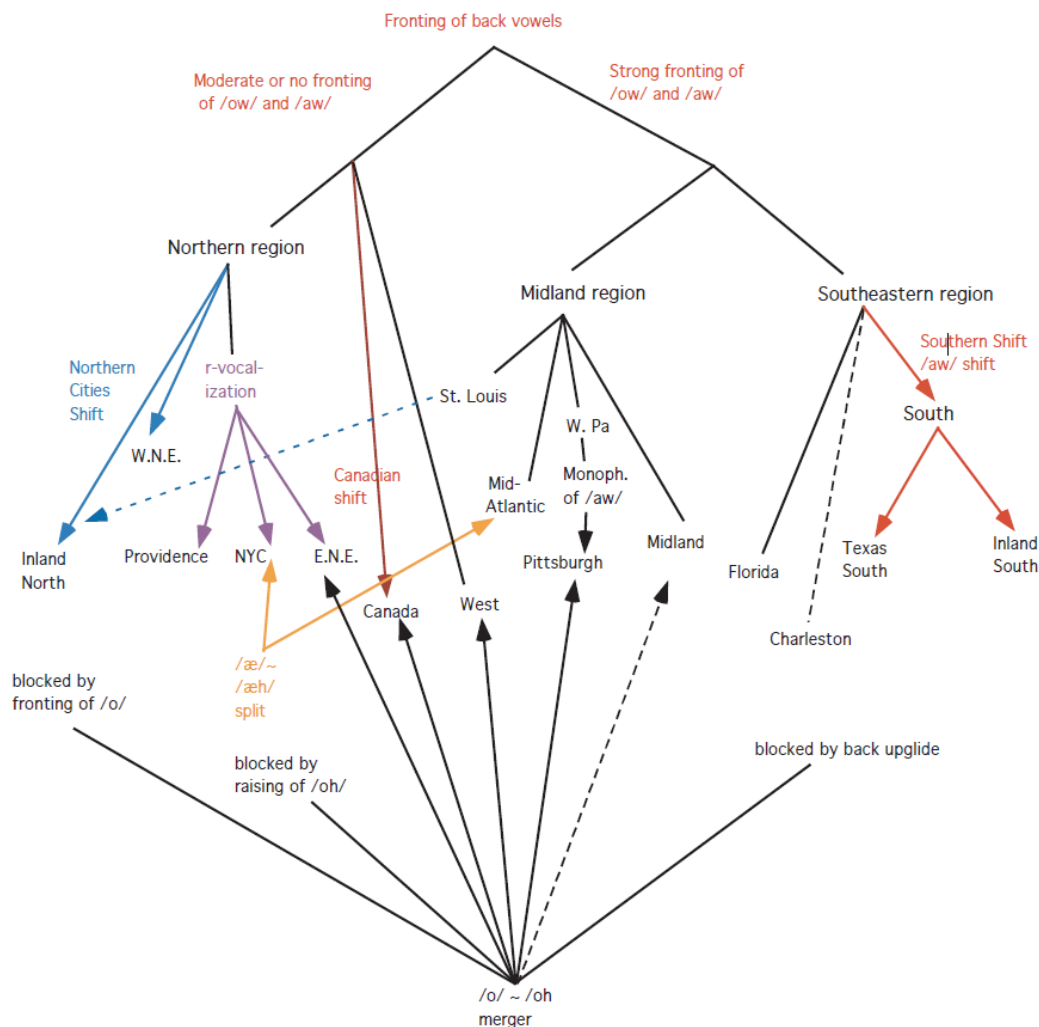 Fronting of back vowels
Moderate or no fronting
of /ow/ and /aw/
Strong fronting of
/ow/ and /aw/
Northern region
Midland region
Southeastern region
Northern
Cities
Shift
r-vocal-
ization
St. Louis
Southern Shift
/aw/ shift
South
W.N.E.
W. Pa
Canadian
shift
Mid-
Atlantic
Monoph.
of /aw/
Inland
North
Providence
NYC
E.N.E.
Pittsburgh
Midland
Florida
Texas
South
Inland
South
Canada
West
Charleston
/æ/~
/æh/
split
blocked by
fronting of /o/
blocked by
raising of /oh/
blocked by back upglide
/o/ ~ /oh
merger